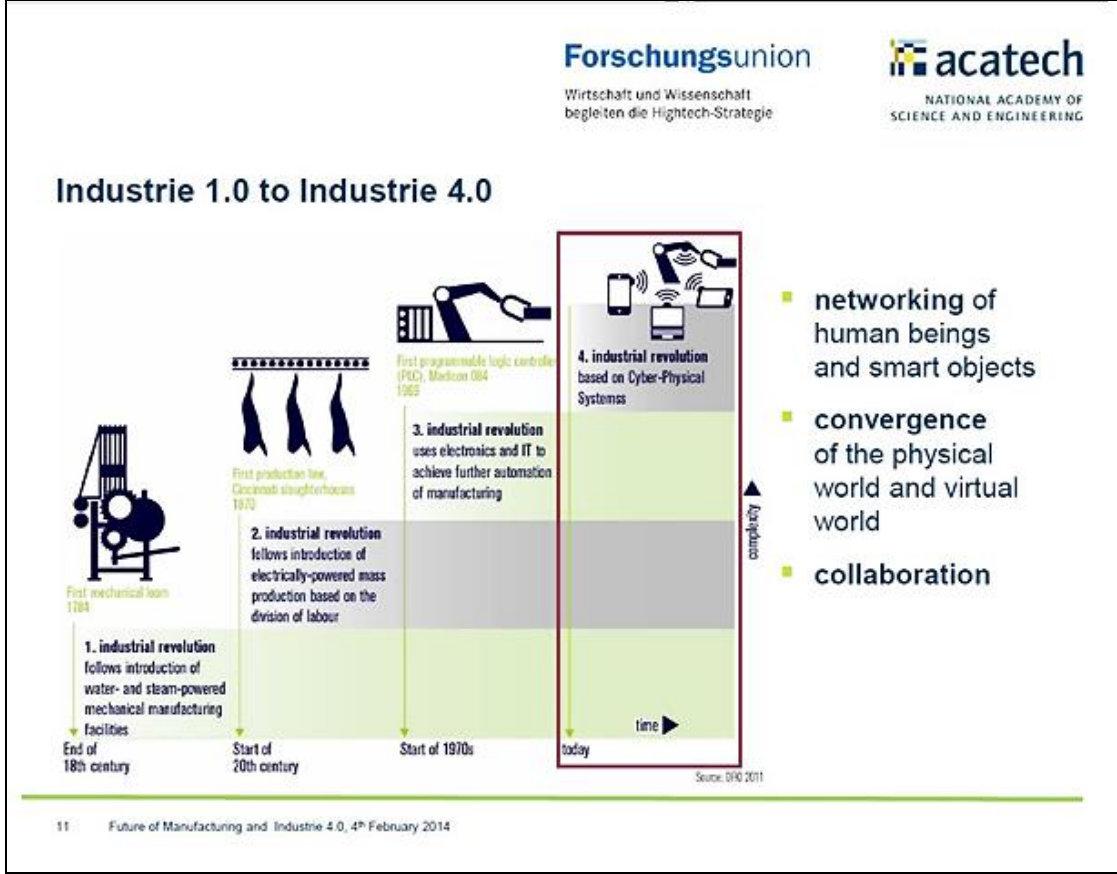 Forschungsunion
Wirtschaft und Wissenschaft
begleiten die Hightech-Strategie
acatech
NATIONAL ACADEMY OF
SCIENCE AND ENGINEERING
Industrie 1.0 to Industrie 4.0
First mechanical loom
1784
1. industrial revolution
follows introduction of
water- and steam-powered
mechanical manufacturing
facilities
End of
18th century
First production line,
Cincinnati slaughterhouses
1870
2. industrial revolution
follows introduction of
electrically-powered mass
production based on the
division of labour
Start of
20th century
First programmable logic controller
(PLC), Modicon 084
1969
3. industrial revolution
uses electronics and IT to
achieve further automation
of manufacturing
Start of 1970s
4. industrial revolution
based on Cyber-Physical
Systemss
time
today
complexity
Source: DFKI 2011
networking of
human beings
and smart objects
convergence
of the physical
world and virtual
world
collaboration
11 Future of Manufacturing and Industrie 4.0, 4th February 2014